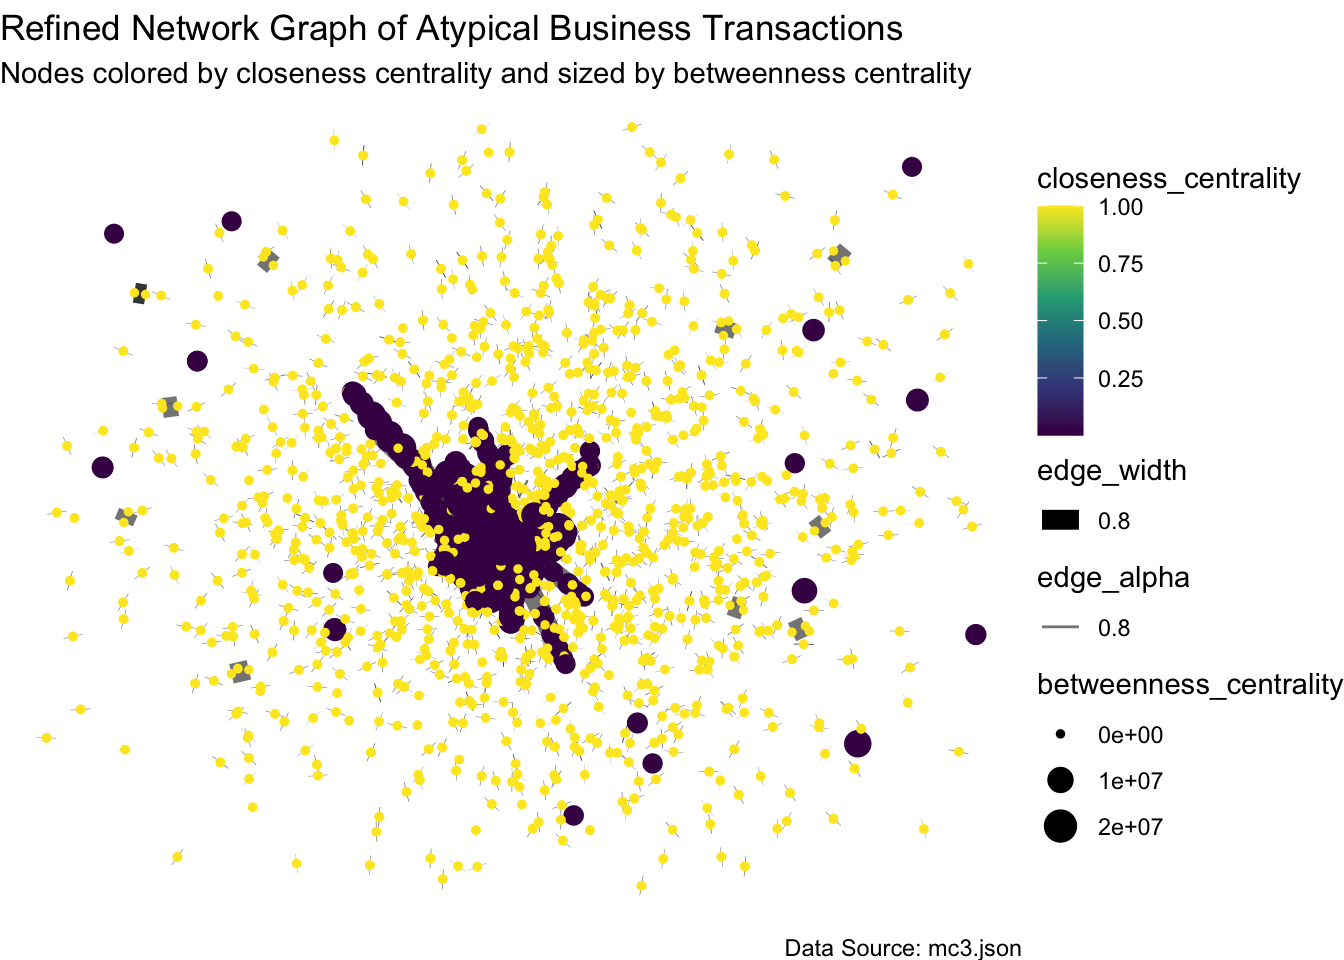 Refined Network Graph of Atypical Business Transactions
Nodes colored by closeness centrality and sized by betweenness centrality
closeness_centrality
1.00
0.75
0.50
0.25
edge_width
0.8
edge_alpha
0.8
betweenness_centrality
0e+00
1e+07
2e+07
Data Source: mc3.json